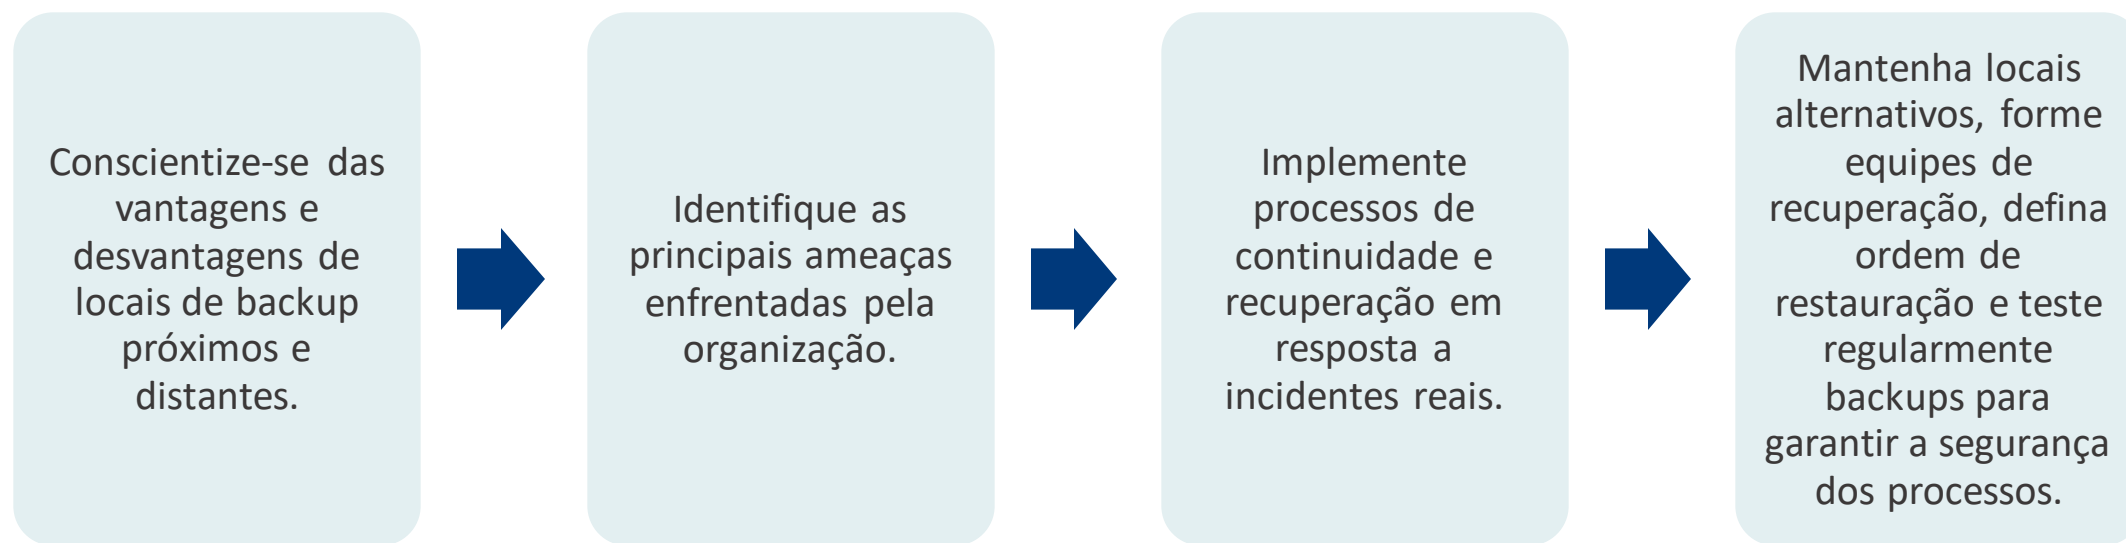 Conscientize-se das
vantagens e
desvantagens de
locais de backup
próximos e
distantes.
Identifique as
principais ameaças
enfrentadas pela
organização.
Implemente
processos de
continuidade e
recuperação em
resposta a
incidentes reais.
Mantenha locais
alternativos, forme
equipes de
recuperação, defina
ordem de
restauração e teste
regularmente
backups para
garantir a segurança
dos processos.